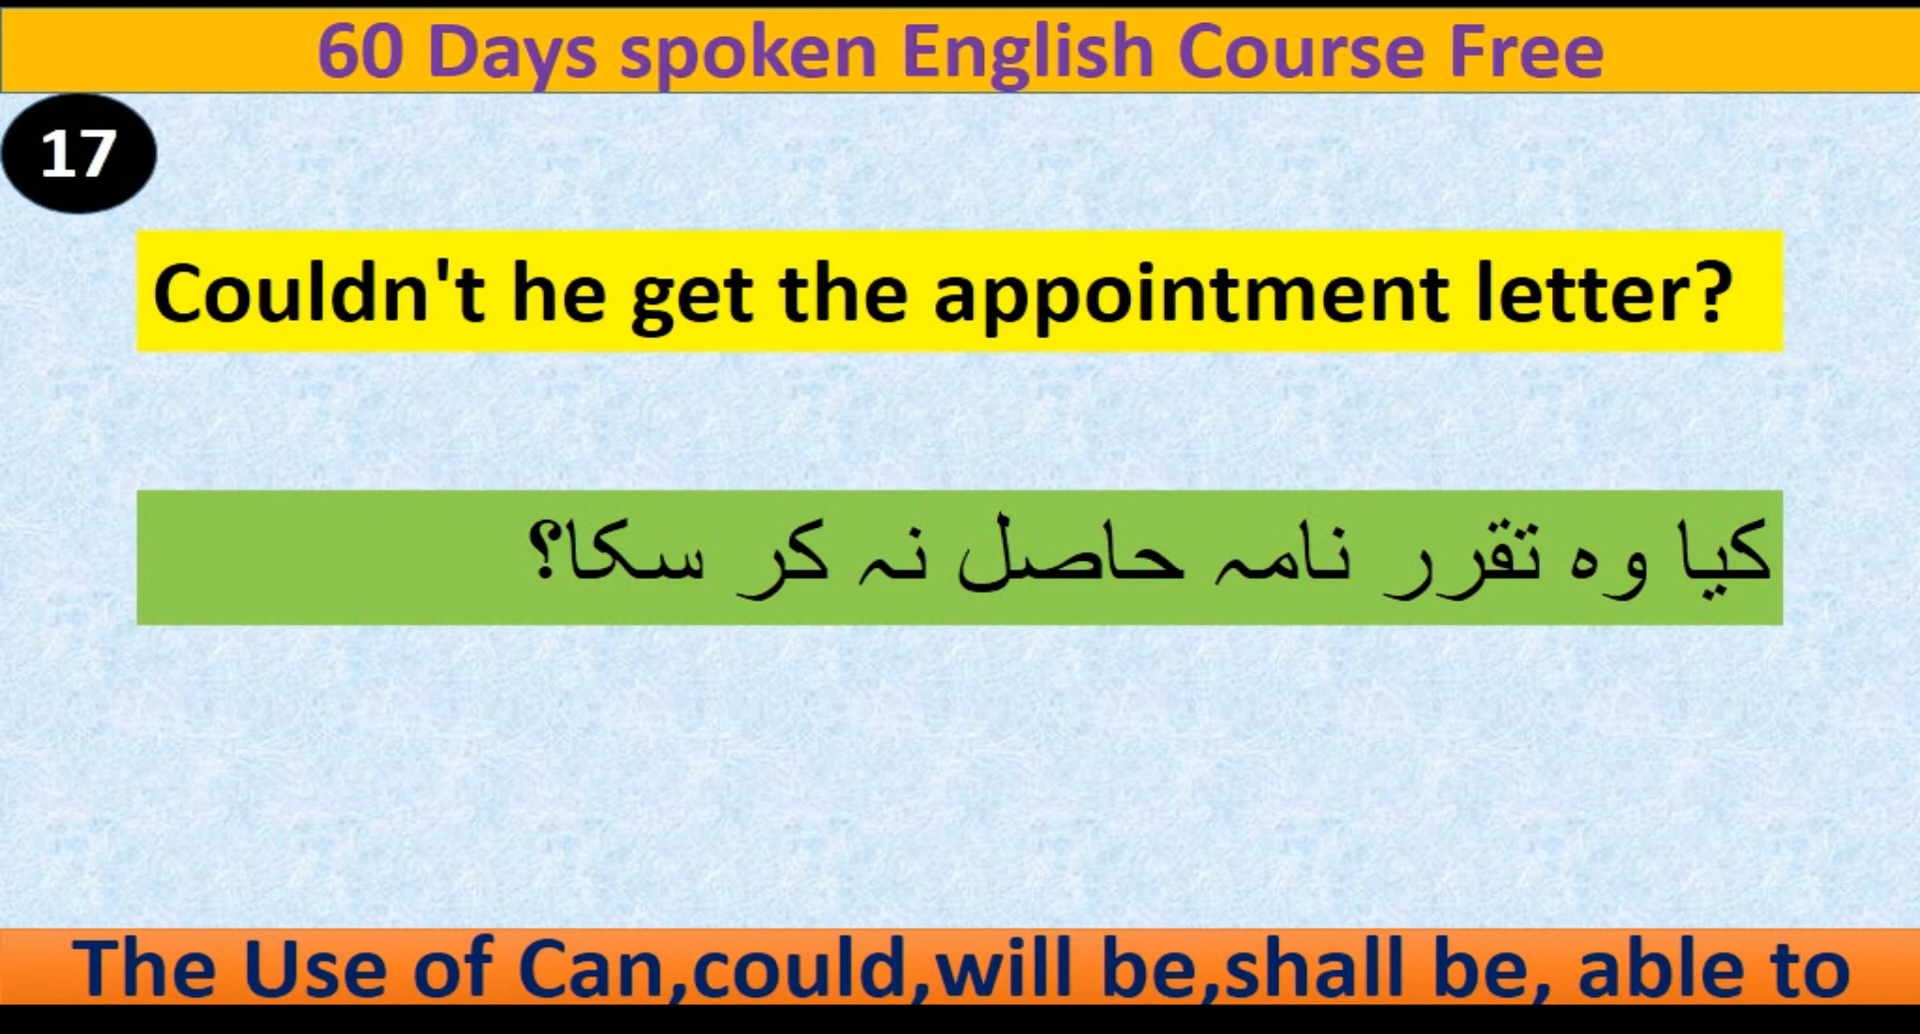 60 Days spoken English Course Free
17
Couldn't he get the appointment letter?
کیا وہ تقرر نامہ حاصل نہ کر سکا؟
The Use of Can,could,will be,shall be, able to